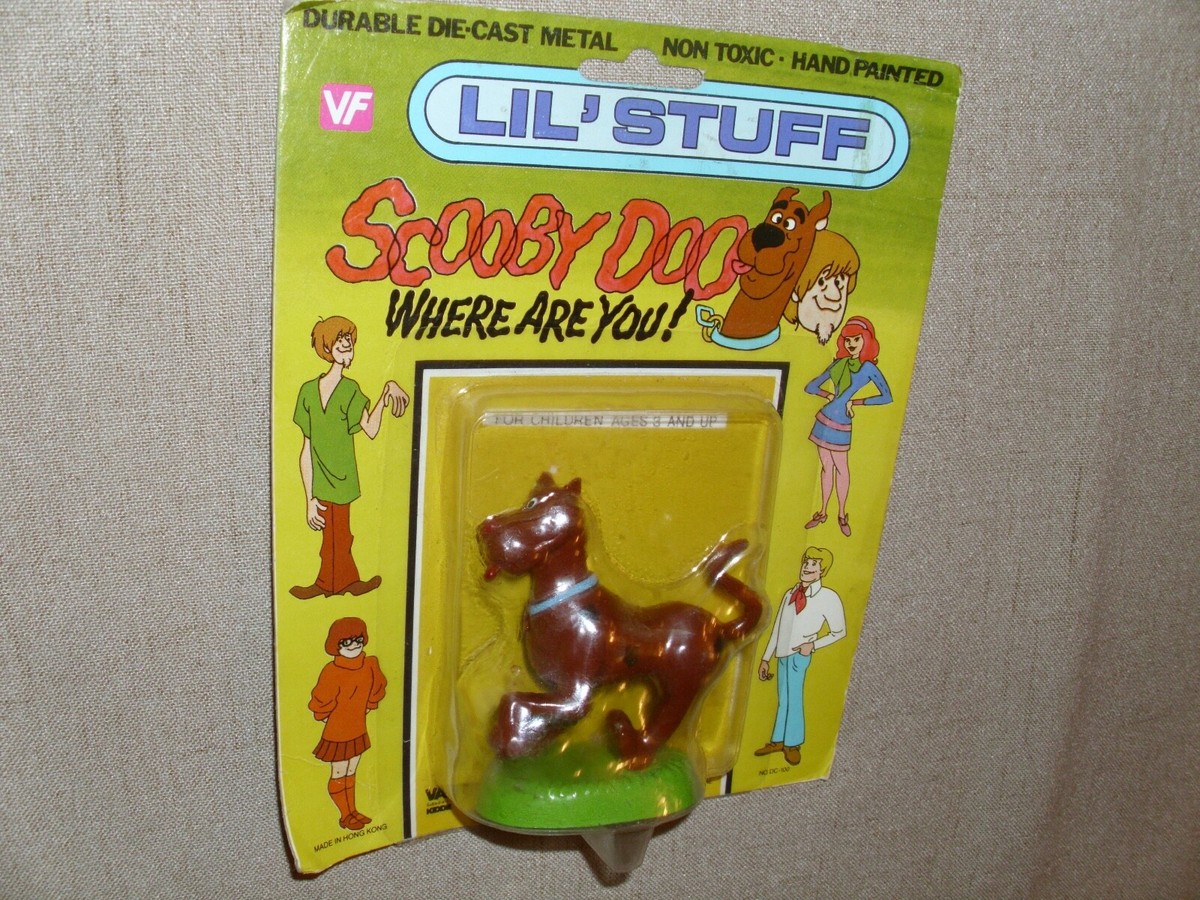 DURABLE DIE-CAST METAL NON TOXIC · HAND PAINTED
VF
LIL' STUFF
SCOOBY DOO
WHERE ARE YOU!
FOR CHILDREN AGES 3 AND UP
MADE IN HONG KONG